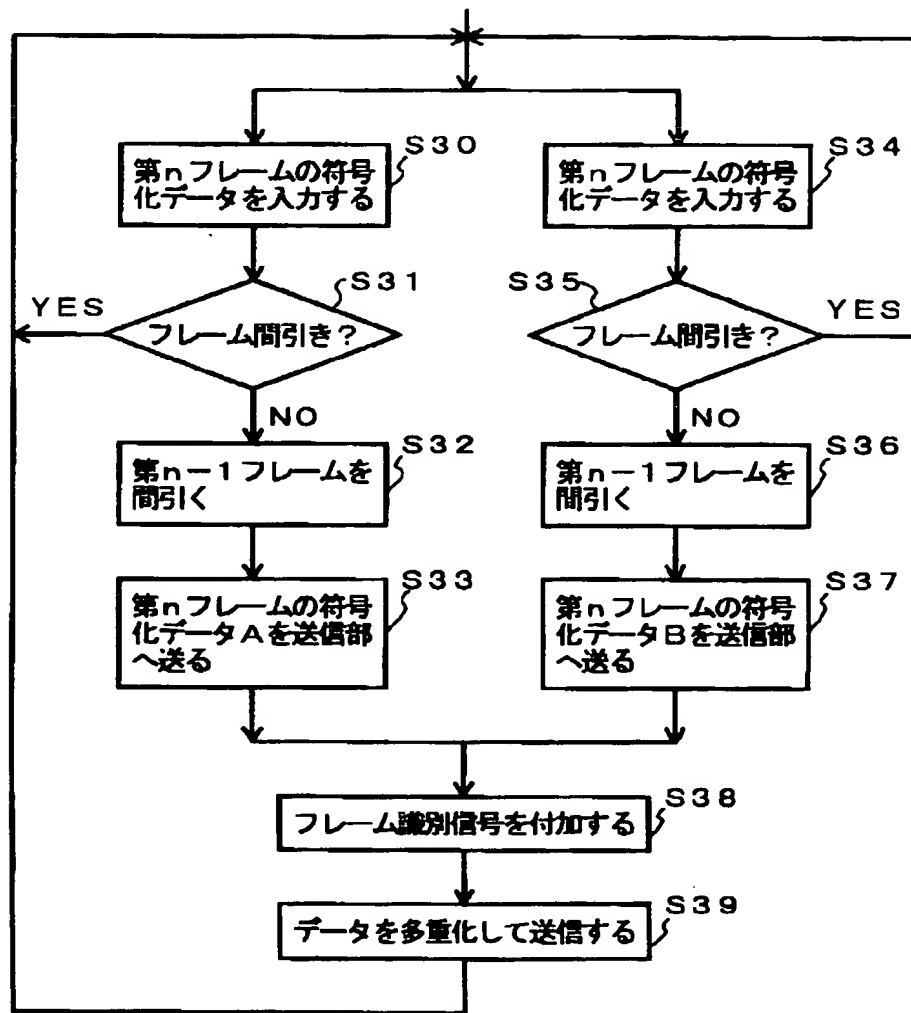 S30
第nフレームの符号
化データを入力する
S34
第nフレームの符号
化データを入力する
S31
YES
フレーム間引き？
NO
S35
YES
フレーム間引き？
NO
S32
第n－1フレームを
間引く
S36
第n－1フレームを
間引く
S33
第nフレームの符号
化データAを送信部
へ送る
S37
第nフレームの符号
化データBを送信部
へ送る
S38
フレーム識別信号を付加する
S39
データを多重化して送信する